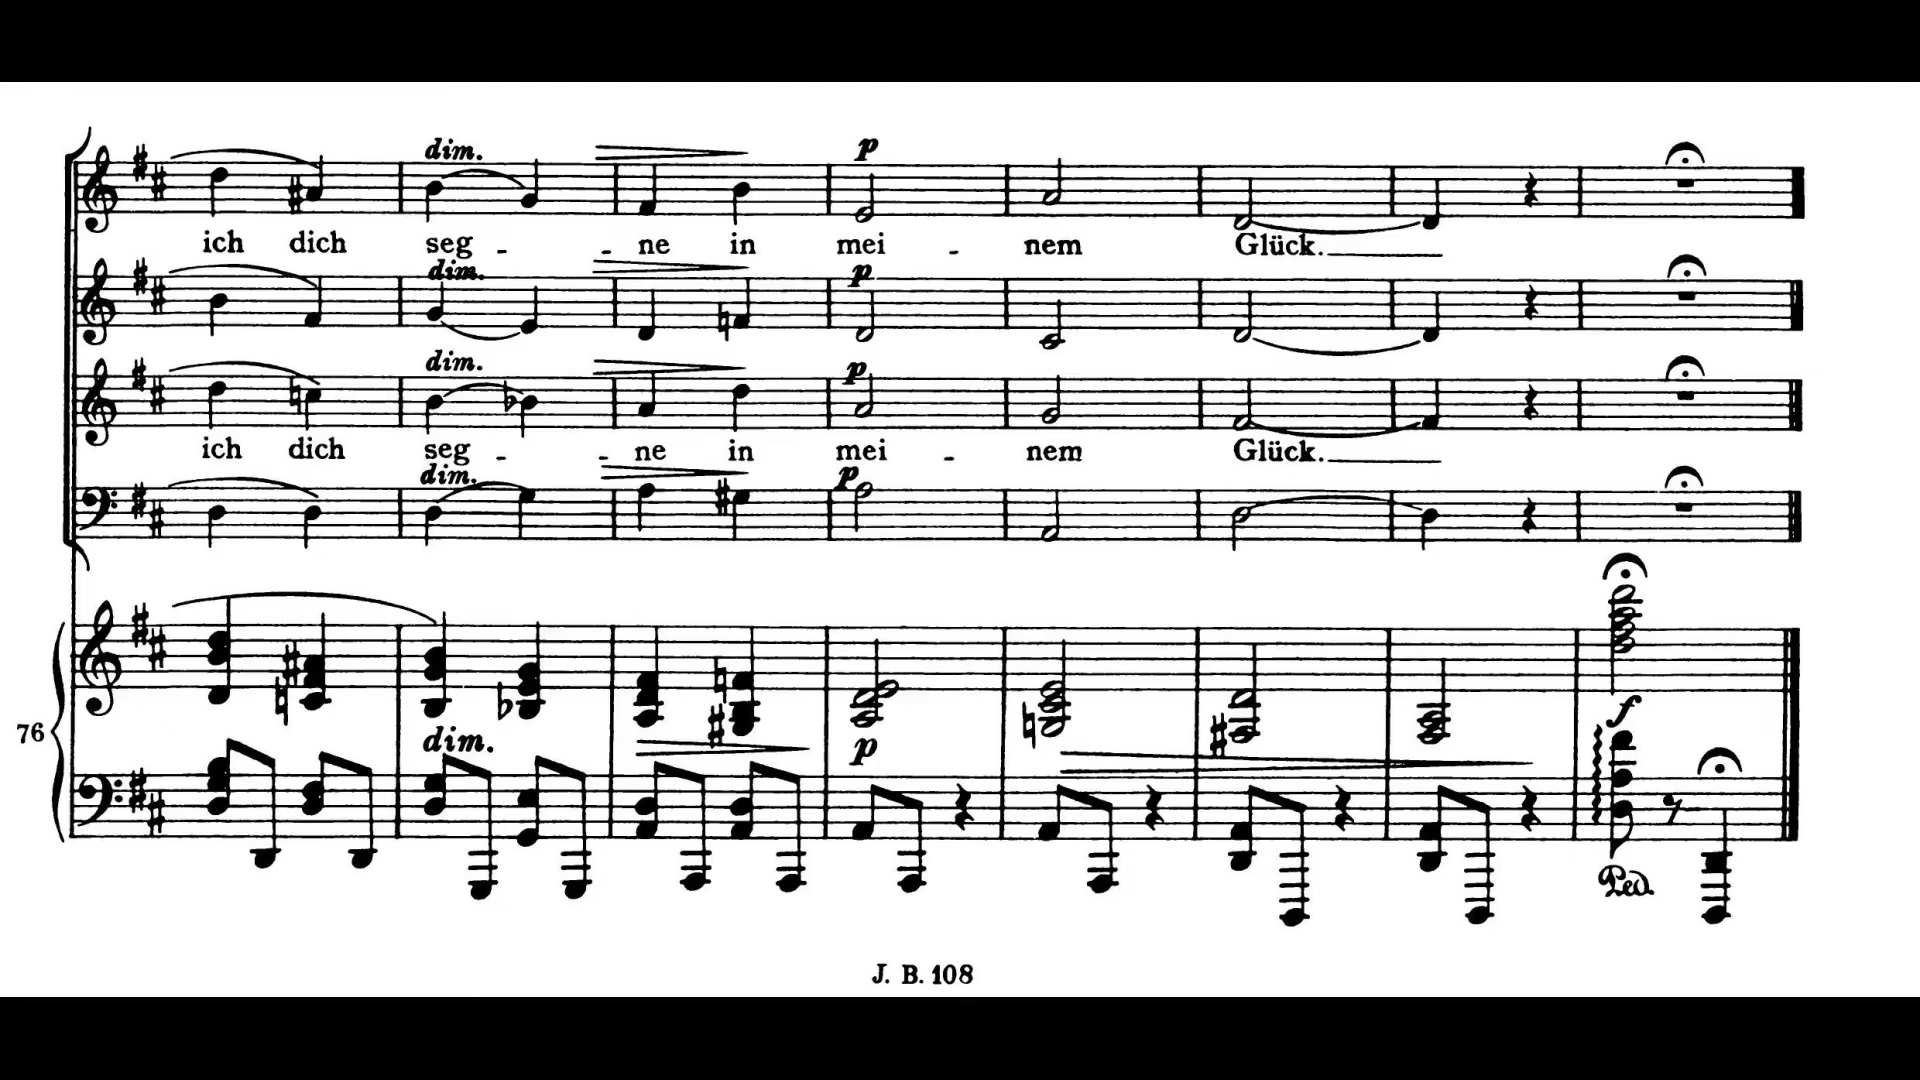 dim.
p
ich dich seg - ne in mei - nem Glück.
dim.
p
dim.
p
ich dich seg - ne in mei - nem Glück.
dim.
p
f
76
dim.
p
Ped.
J. B. 108